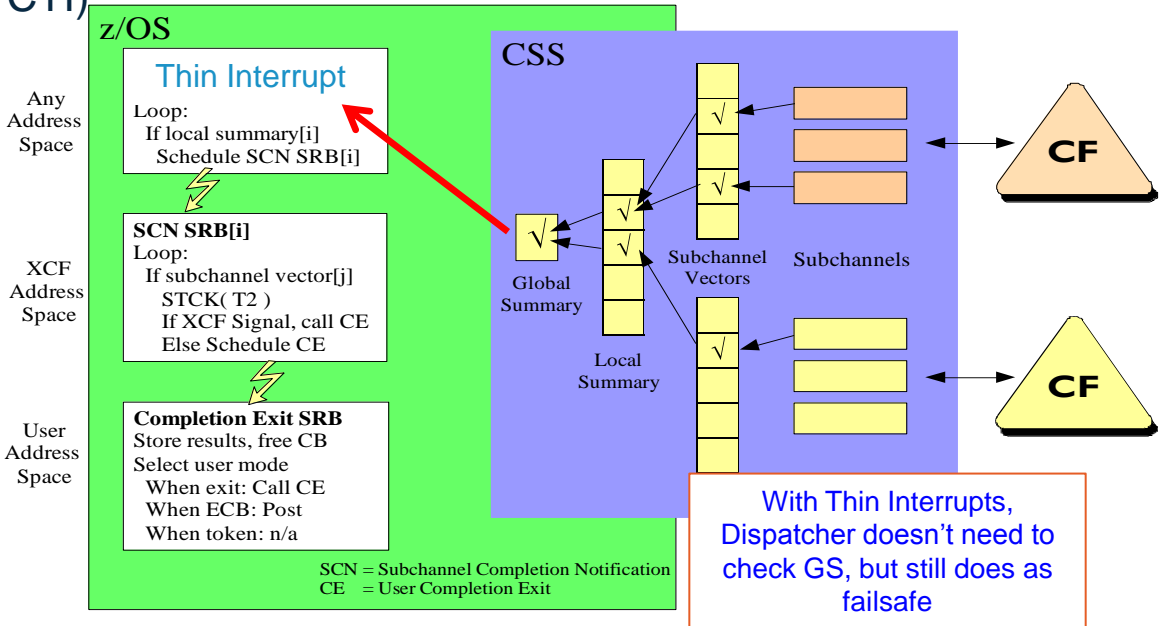 CTI)
z/OS
Any
Address
Space
Thin Interrupt
Loop:
If local summary[i]
Schedule SCN SRB[i]
XCF
Address
Space
SCN SRB[i]
Loop:
If subchannel vector[j]
STCK( T2 )
If XCF Signal, call CE
Else Schedule CE
User
Address
Space
Completion Exit SRB
Store results, free CB
Select user mode
When exit: Call CE
When ECB: Post
When token: n/a
SCN = Subchannel Completion Notification
CE = User Completion Exit
CSS
√
Global
Summary
√
√
Local
Summary
√
√
Subchannel
Vectors
√
Subchannels
CF
CF
With Thin Interrupts,
Dispatcher doesn't need to
check GS, but still does as
failsafe